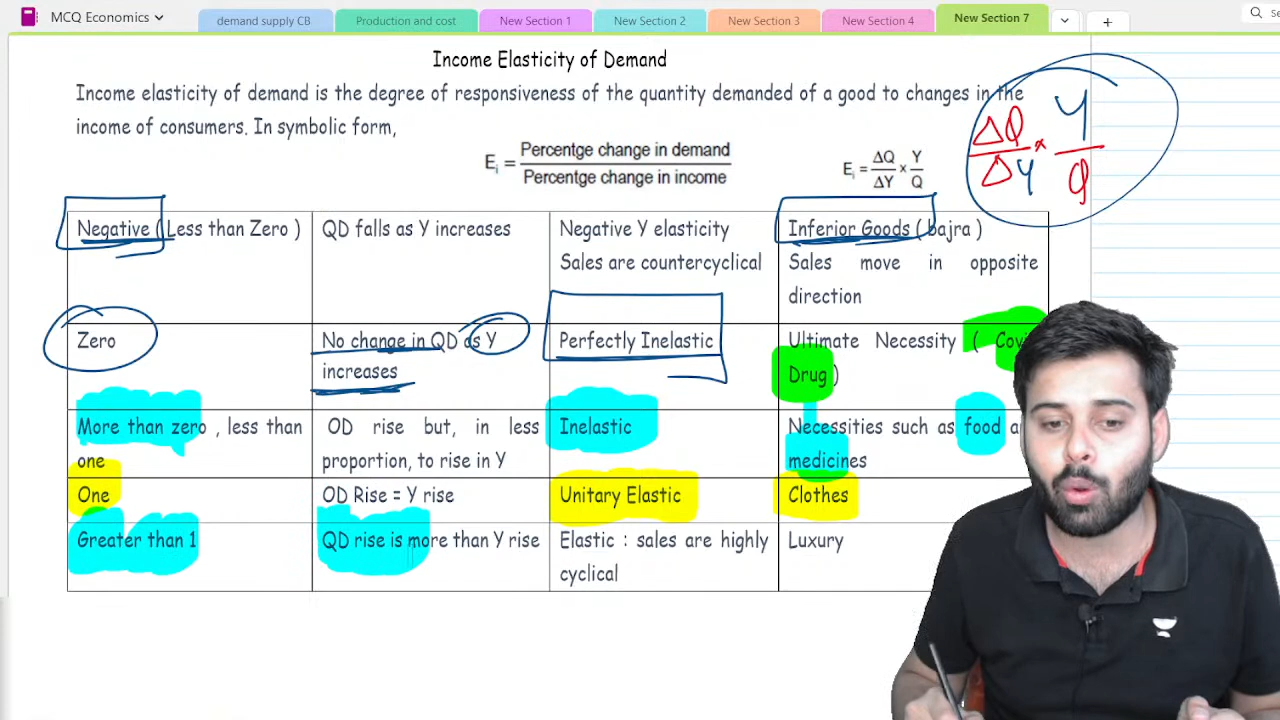 MCQ Economics
demand supply CB
Production and cost
New Section 1
New Section 2
New Section 3
New Section 4
New Section 7
Income Elasticity of Demand
Income elasticity of demand is the degree of responsiveness of the quantity demanded of a good to changes in the
income of consumers. In symbolic form,
Ei = Percentge change in demand / Percentge change in income
Ei = ΔQ/ΔY × Y/Q
ΔQ/ΔY × Y/Q
Negative ( Less than Zero )
QD falls as Y increases
Negative Y elasticity
Sales are countercyclical
Inferior Goods ( bajra )
Sales move in opposite
direction
Zero
No change in QD as Y
increases
Perfectly Inelastic
Ultimate Necessity (
Drug )
More than zero , less than
one
OD rise but, in less
proportion, to rise in Y
Inelastic
Necessities such as food
medicines
One
OD Rise = Y rise
Unitary Elastic
Clothes
Greater than 1
QD rise is more than Y rise
Elastic : sales are highly
cyclical
Luxury